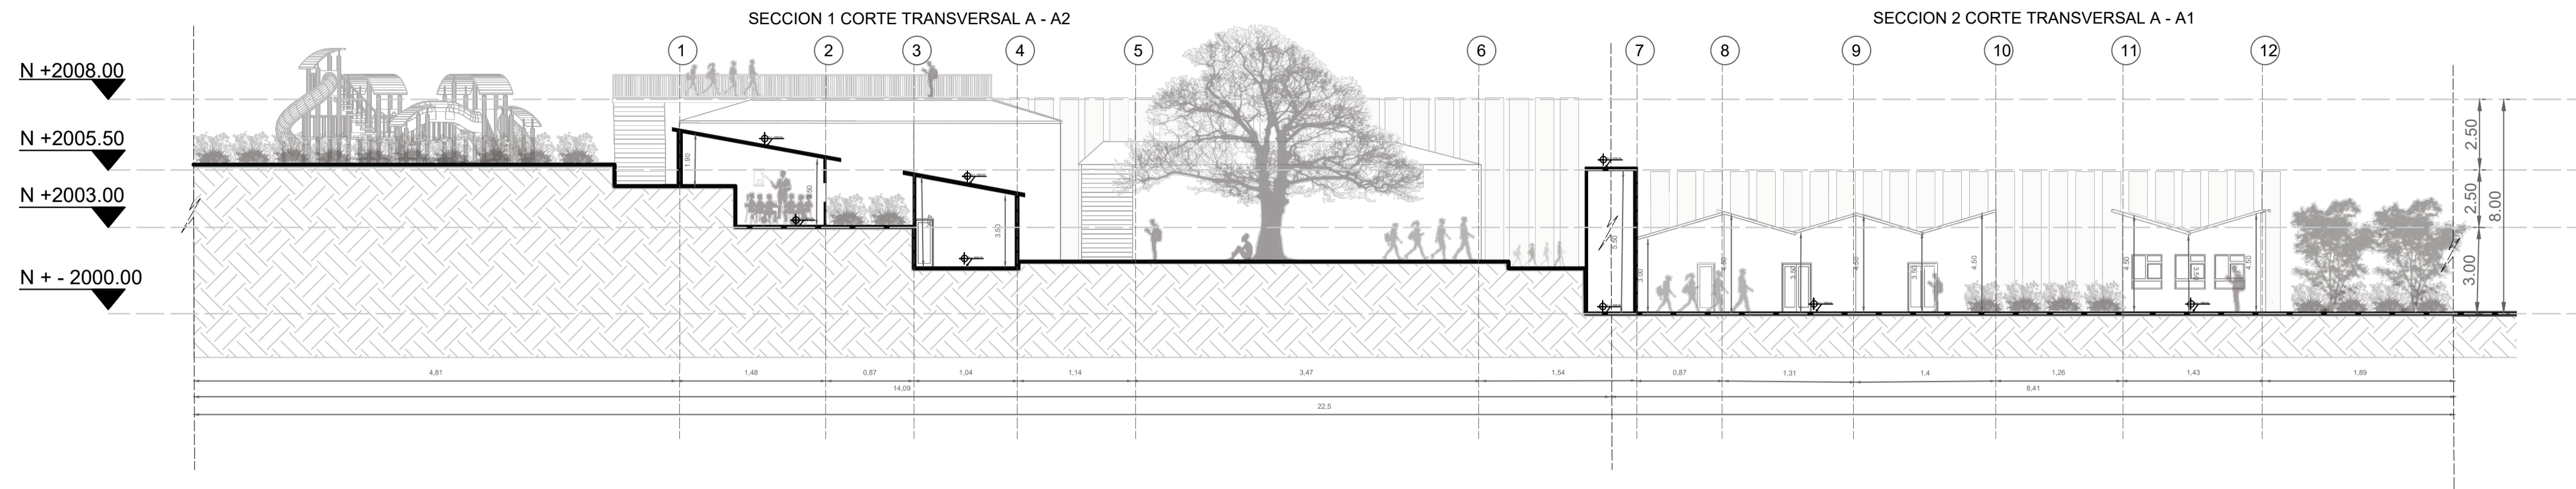 SECCION 1 CORTE TRANSVERSAL A - A2
SECCION 2 CORTE TRANSVERSAL A - A1
1 2 3 4 5 6 7 8 9 10 11 12
N +2008.00
N +2005.50
N +2003.00
N + - 2000.00
1.90
3.50
5.50
3.00
4.50
3.50
4.50
3.50
4.50
4.50
3.50
4.50
2.50
2.50
8.00
3.00
4,81 1,48 0,87 1,04 1,14 3,47 1,54 0,87 1,31 1,4 1,26 1,43 1,89
14,09 8,41
22,5